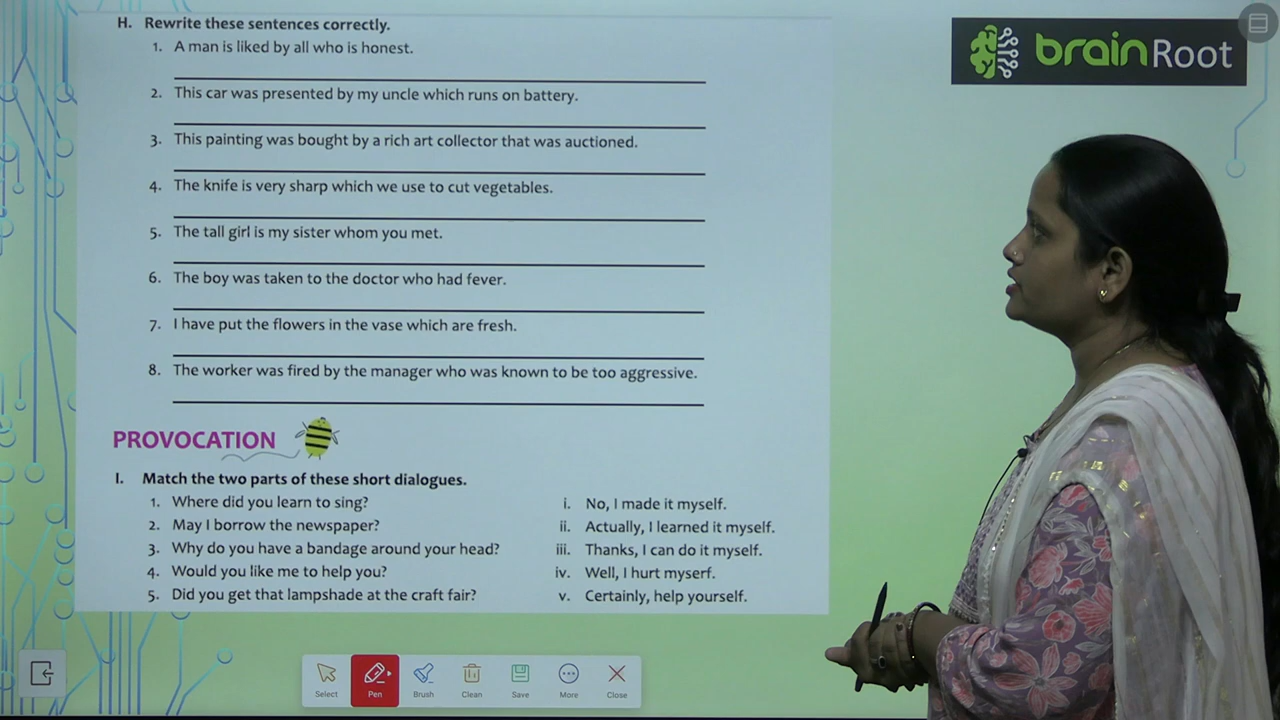 H. Rewrite these sentences correctly.
1. A man is liked by all who is honest.
2. This car was presented by my uncle which runs on battery.
3. This painting was bought by a rich art collector that was auctioned.
4. The knife is very sharp which we use to cut vegetables.
5. The tall girl is my sister whom you met.
6. The boy was taken to the doctor who had fever.
7. I have put the flowers in the vase which are fresh.
8. The worker was fired by the manager who was known to be too aggressive.
PROVOCATION
I. Match the two parts of these short dialogues.
1. Where did you learn to sing? i. No, I made it myself.
2. May I borrow the newspaper? ii. Actually, I learned it myself.
3. Why do you have a bandage around your head? iii. Thanks, I can do it myself.
4. Would you like me to help you? iv. Well, I hurt myserf.
5. Did you get that lampshade at the craft fair? v. Certainly, help yourself.
brainRoot
Select Pen Brush Clean Save More Close